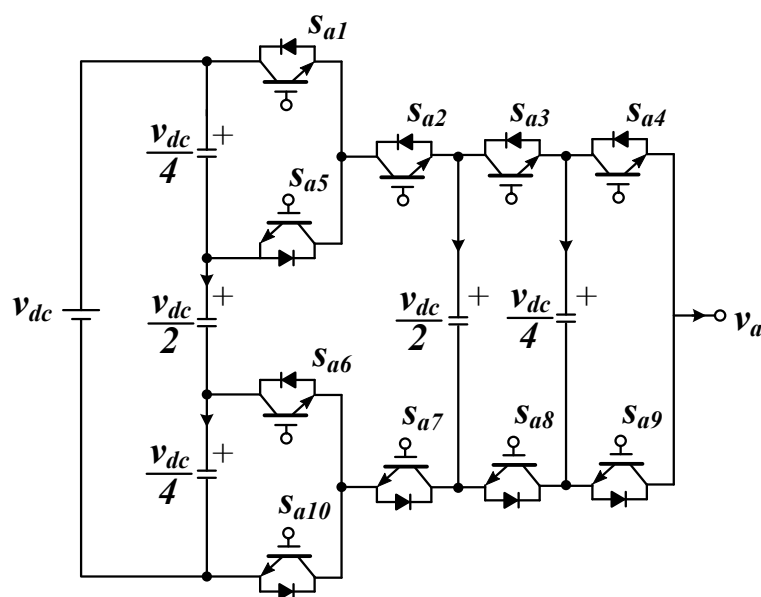 s_a1
s_a2
s_a3
s_a4
v_dc/4
+
s_a5
v_dc
v_dc/2
+
v_dc/2
+
v_dc/4
+
v_a
s_a6
s_a7
s_a8
s_a9
v_dc/4
+
s_a10